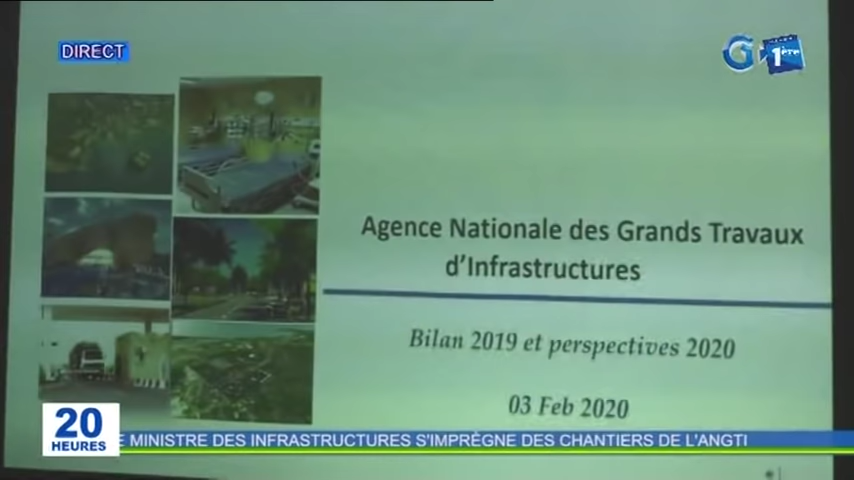 DIRECT
G 1ère
Agence Nationale des Grands Travaux
d'Infrastructures
Bilan 2019 et perspectives 2020
03 Feb 2020
20
HEURES
E MINISTRE DES INFRASTRUCTURES S'IMPRÈGNE DES CHANTIERS DE L'ANGTI